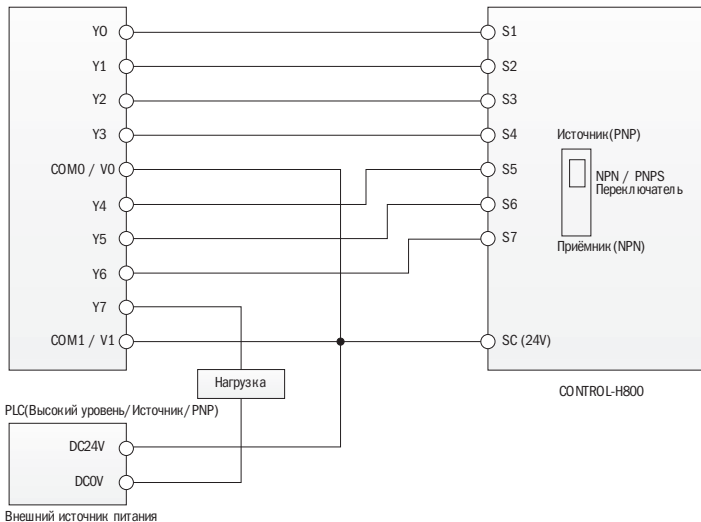 Y0
Y1
Y2
Y3
COM0 / V0
Y4
Y5
Y6
Y7
COM1 / V1
PLC(Высокий уровень/Источник/PNP)
S1
S2
S3
S4
S5
S6
S7
SC (24V)
Источник(PNP)
NPN / PNPS
Переключатель
Приёмник(NPN)
CONTROL-H800
Нагрузка
DC24V
DC0V
Внешний источник питания